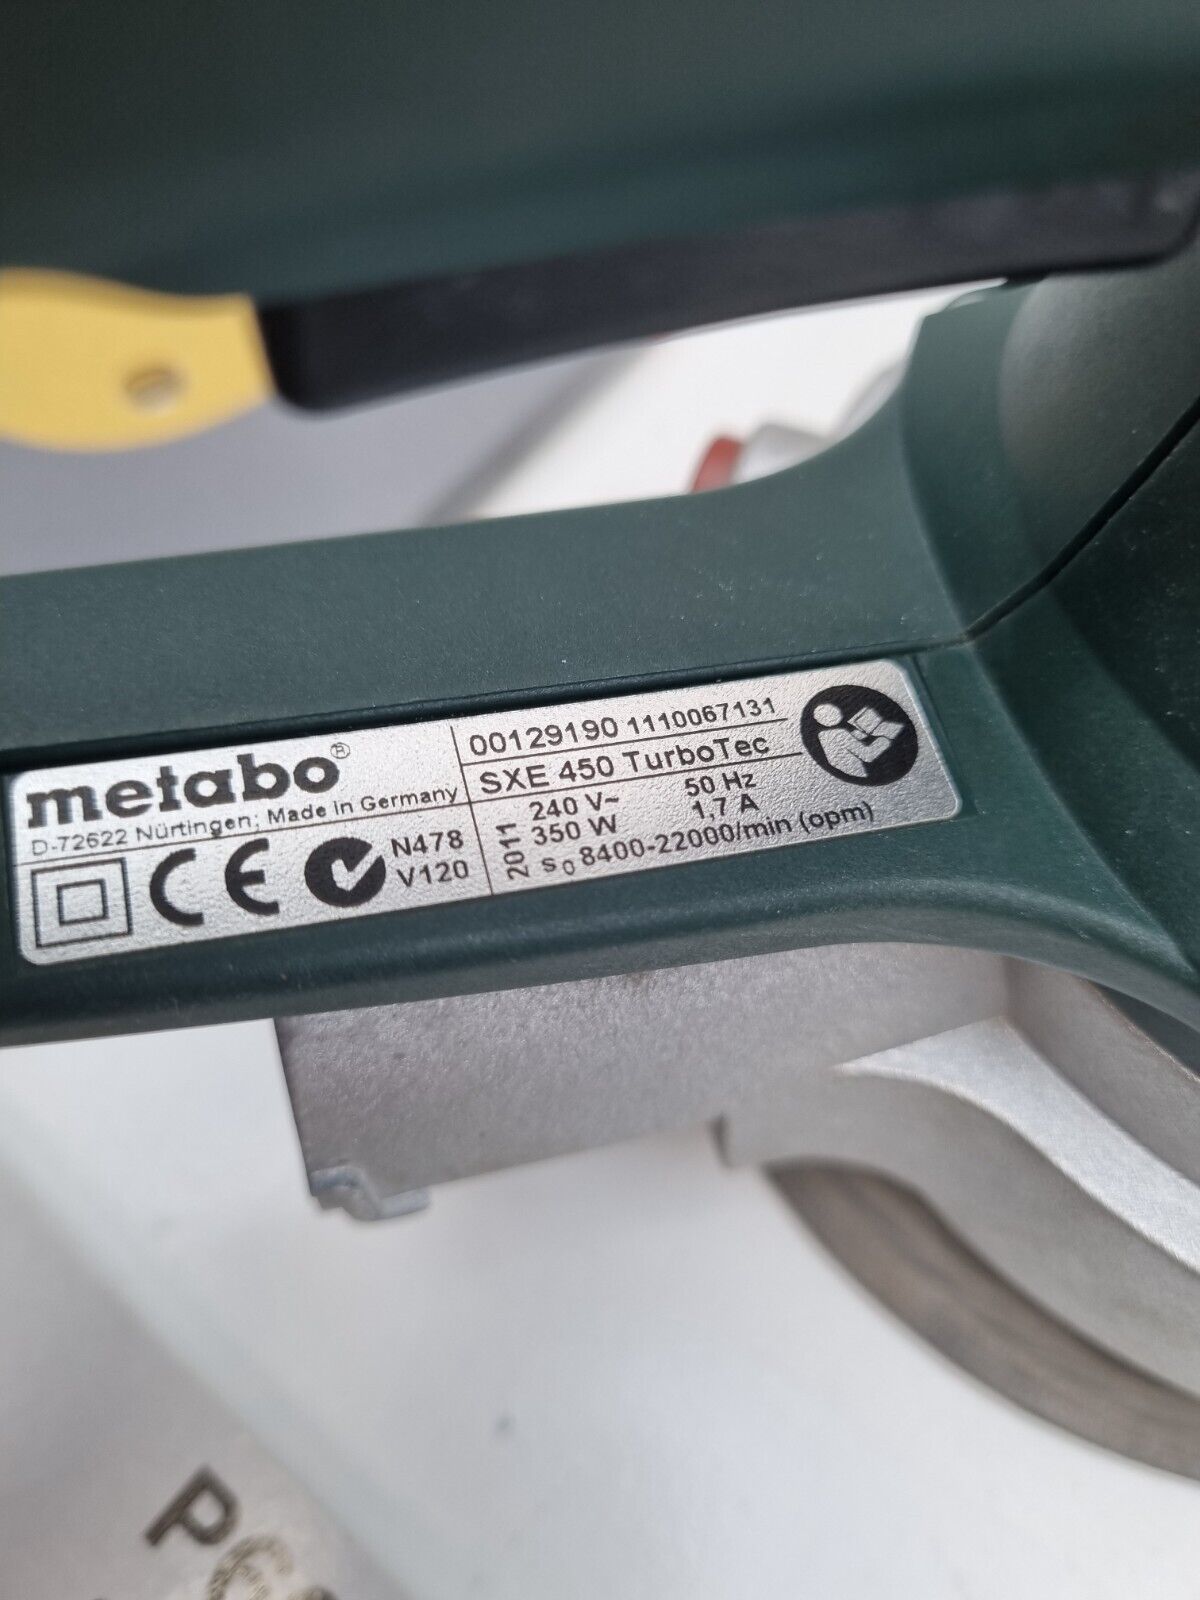 metabo®
D-72622 Nürtingen; Made in Germany
N478
V120
00129190 1110067131
SXE 450 TurboTec
2011
240 V~ 50 Hz
350 W 1,7 A
s0 8400-22000/min (opm)